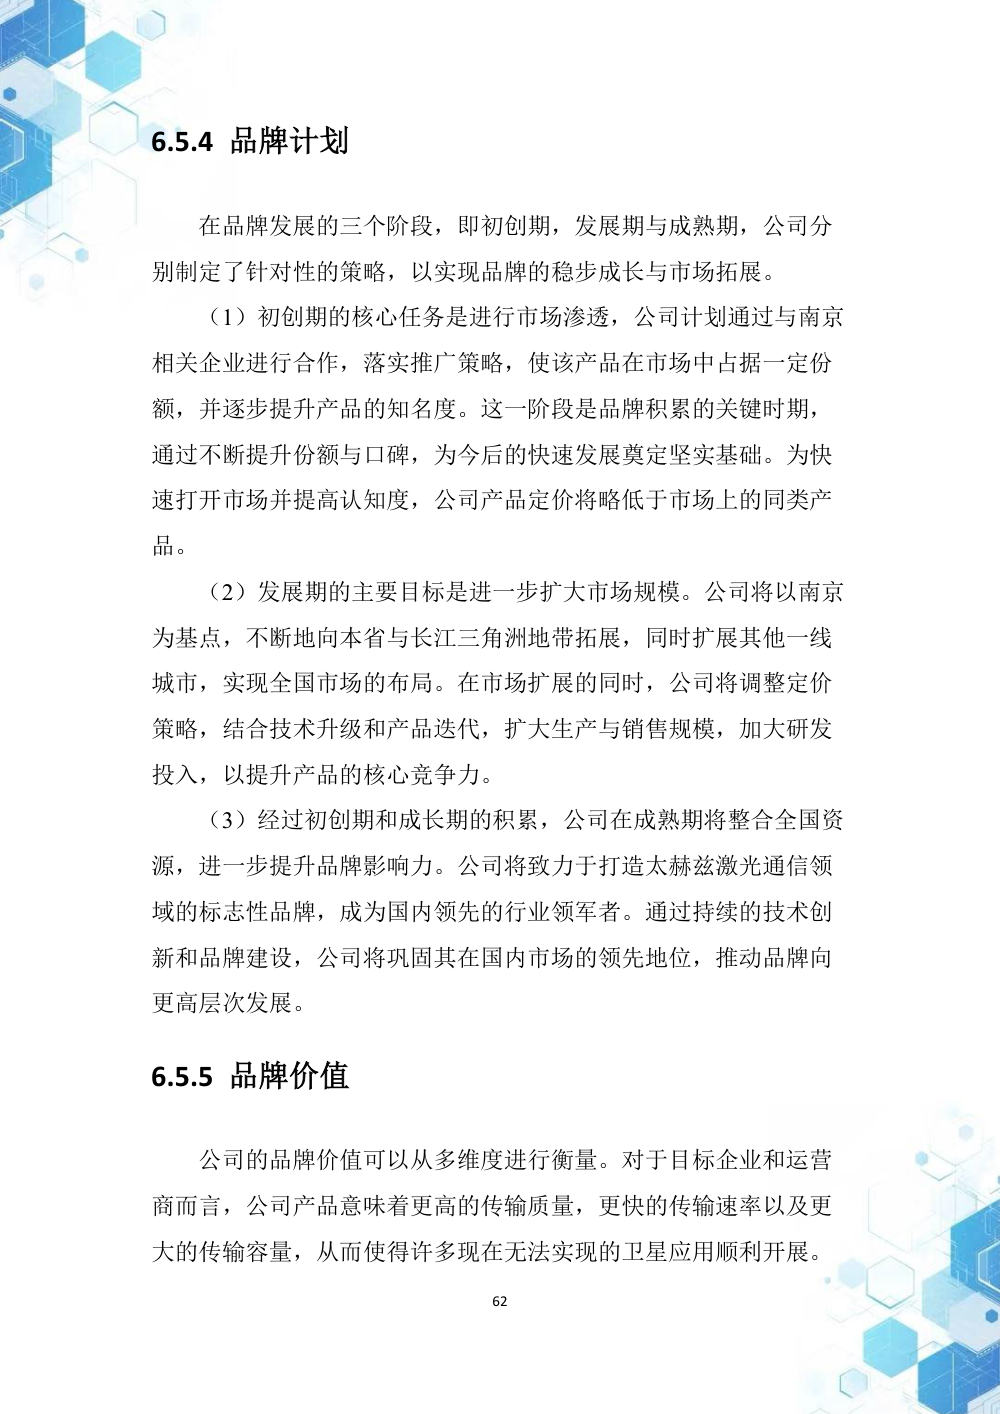 6.5.4 品牌计划
在品牌发展的三个阶段，即初创期，发展期与成熟期，公司分
别制定了针对性的策略，以实现品牌的稳步成长与市场拓展。
（1）初创期的核心任务是进行市场渗透，公司计划通过与南京
相关企业进行合作，落实推广策略，使该产品在市场中占据一定份
额，并逐步提升产品的知名度。这一阶段是品牌积累的关键时期，
通过不断提升份额与口碑，为今后的快速发展奠定坚实基础。为快
速打开市场并提高认知度，公司产品定价将略低于市场上的同类产
品。
（2）发展期的主要目标是进一步扩大市场规模。公司将以南京
为基点，不断地向本省与长江三角洲地带拓展，同时扩展其他一线
城市，实现全国市场的布局。在市场扩展的同时，公司将调整定价
策略，结合技术升级和产品迭代，扩大生产与销售规模，加大研发
投入，以提升产品的核心竞争力。
（3）经过初创期和成长期的积累，公司在成熟期将整合全国资
源，进一步提升品牌影响力。公司将致力于打造太赫兹激光通信领
域的标志性品牌，成为国内领先的行业领军者。通过持续的技术创
新和品牌建设，公司将巩固其在国内市场的领先地位，推动品牌向
更高层次发展。
6.5.5 品牌价值
公司的品牌价值可以从多维度进行衡量。对于目标企业和运营
商而言，公司产品意味着更高的传输质量，更快的传输速率以及更
大的传输容量，从而使得许多现在无法实现的卫星应用顺利开展。
62